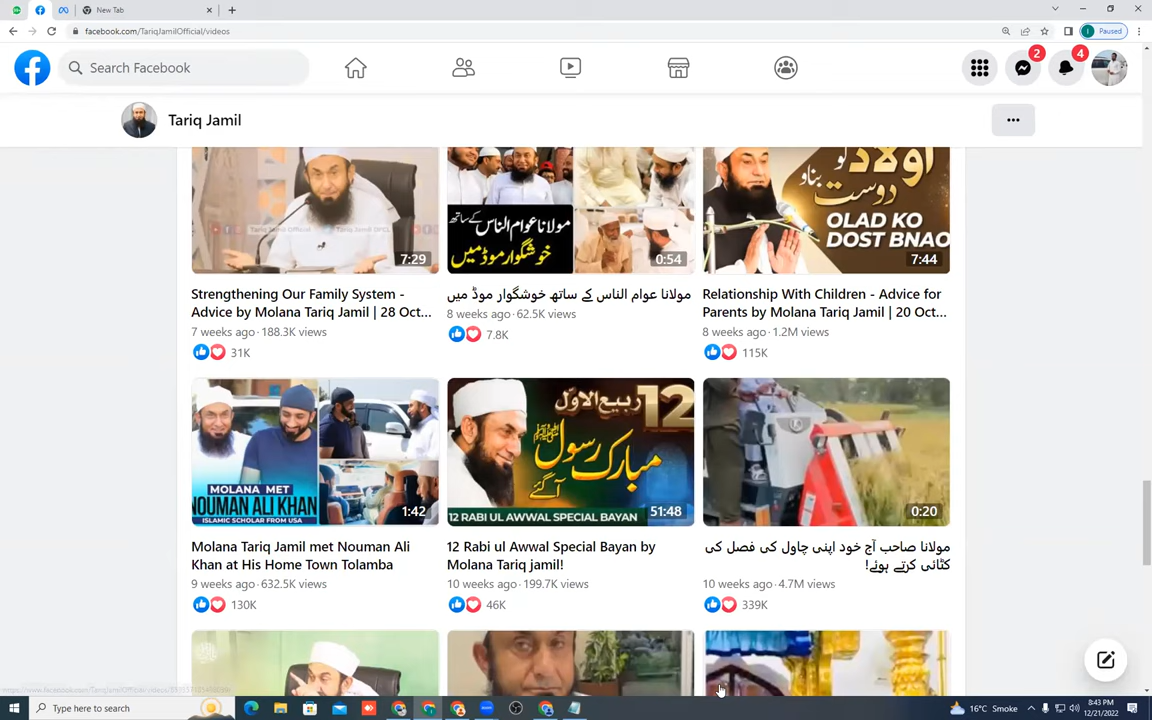 New Tab
facebook.com/TariqJamilOfficial/videos
Paused
Search Facebook
2
4
Tariq Jamil
7:29
مولانا عوام الناس کے ساتھ
خوشگوار موڈ میں
0:54
اولاد کو
دوست بناو
OLAD KO
DOST BNAO
7:44
Strengthening Our Family System -
Advice by Molana Tariq Jamil | 28 Oct...
7 weeks ago · 188.3K views
31K
مولانا عوام الناس کے ساتھ خوشگوار موڈ میں
8 weeks ago · 62.5K views
7.8K
Relationship With Children - Advice for
Parents by Molana Tariq Jamil | 20 Oct...
8 weeks ago · 1.2M views
115K
MOLANA MET
NOUMAN ALI KHAN
ISLAMIC SCHOLAR FROM USA
1:42
12 ربیع الاوّل
مبارک رسول ﷺ
آگئے
12 RABI UL AWWAL SPECIAL BAYAN
51:48
0:20
Molana Tariq Jamil met Nouman Ali
Khan at His Home Town Tolamba
9 weeks ago · 632.5K views
130K
12 Rabi ul Awwal Special Bayan by
Molana Tariq jamil!
10 weeks ago · 199.7K views
46K
مولانا صاحب آج خود اپنی چاول کی فصل کی
کٹائی کرتے ہوئے!
10 weeks ago · 4.7M views
339K
Type here to search
16°C Smoke
8:43 PM
12/21/2022